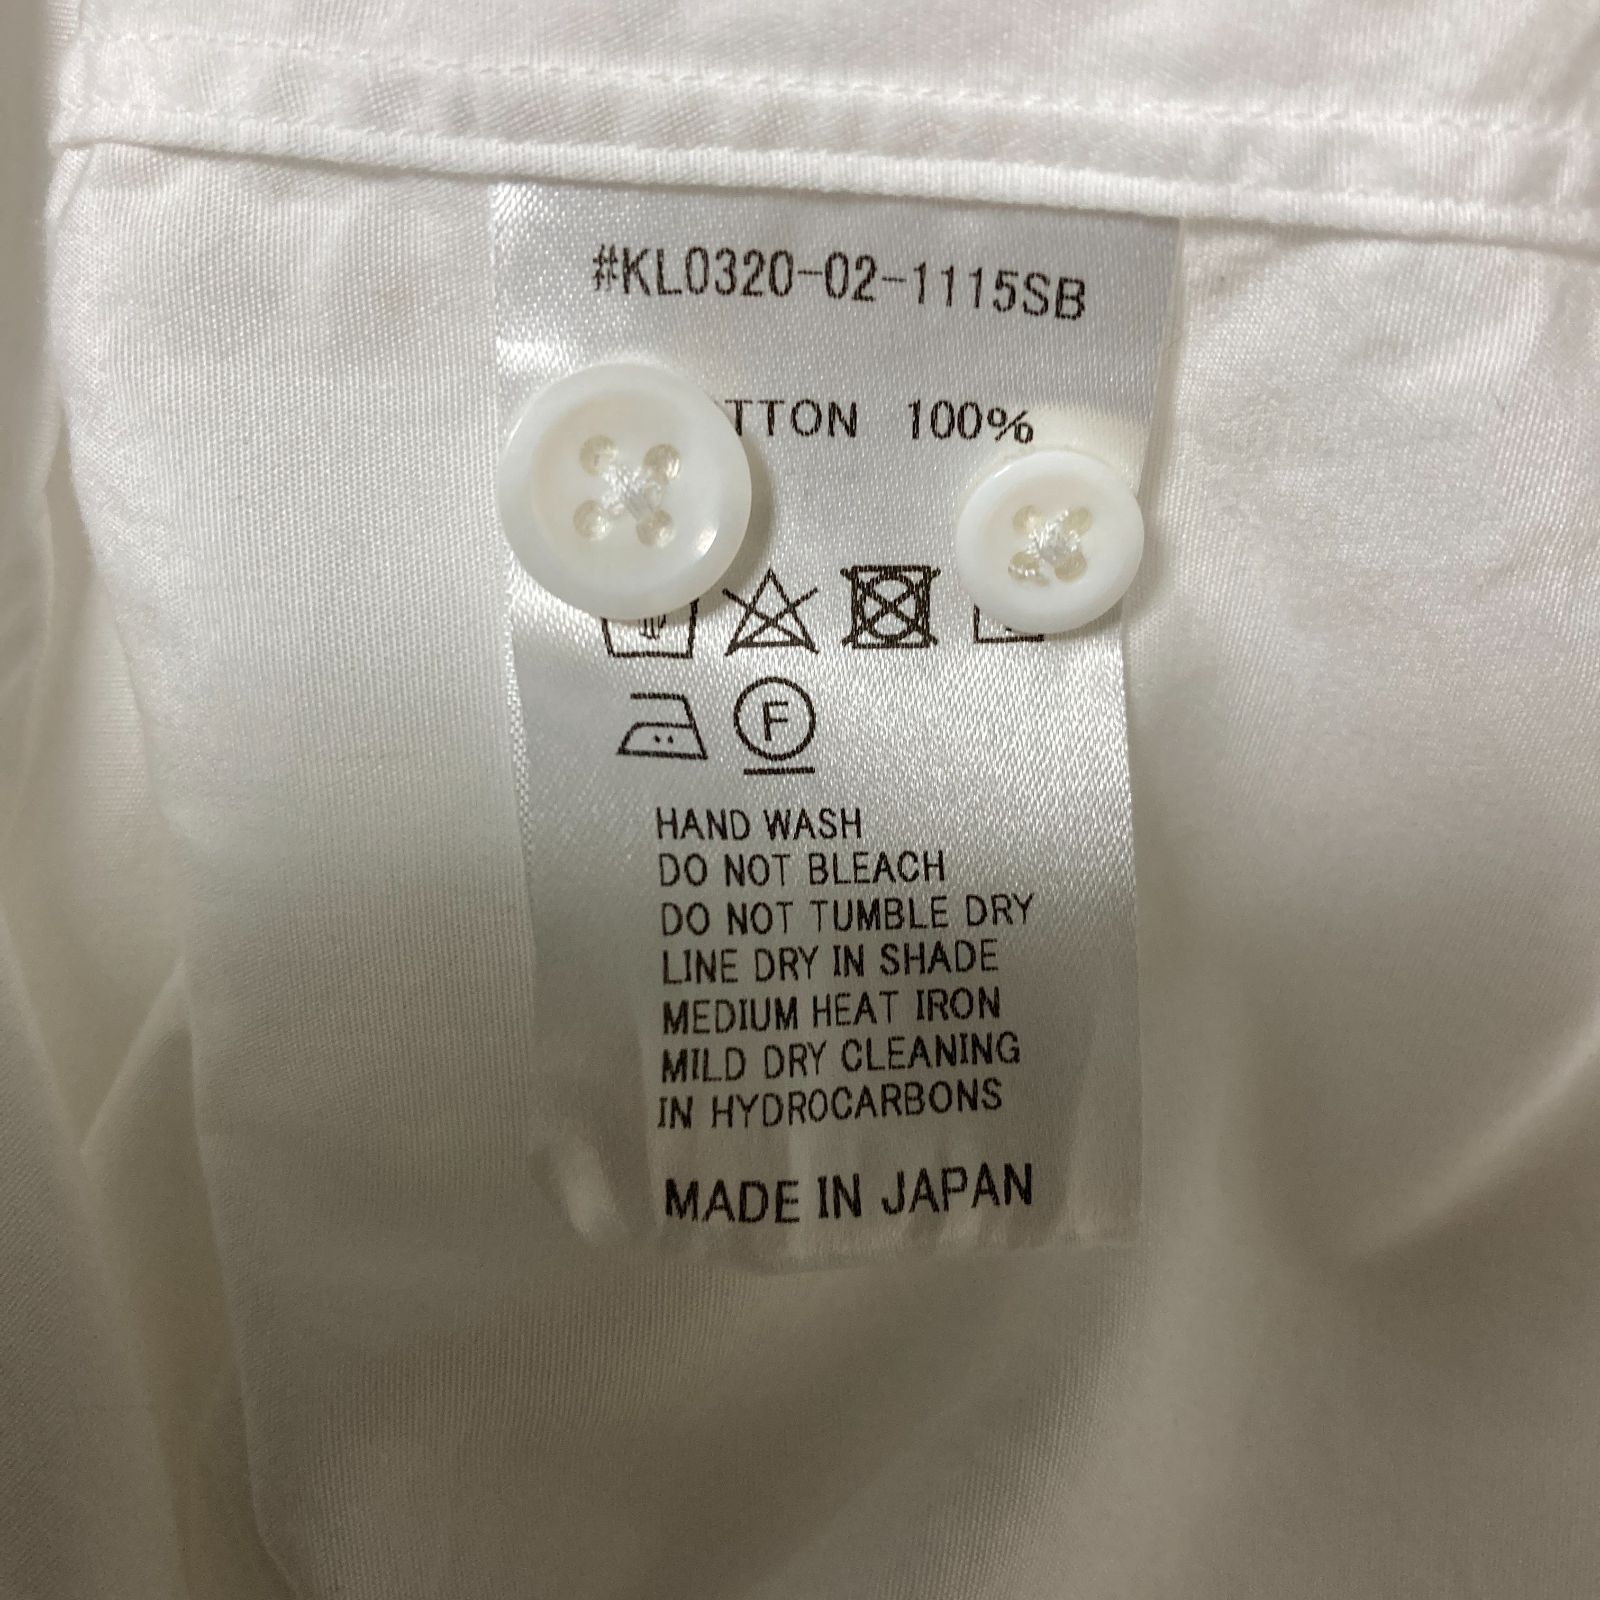 #KL0320-02-1115SB
TTON 100%
F
HAND WASH
DO NOT BLEACH
DO NOT TUMBLE DRY
LINE DRY IN SHADE
MEDIUM HEAT IRON
MILD DRY CLEANING
IN HYDROCARBONS
MADE IN JAPAN